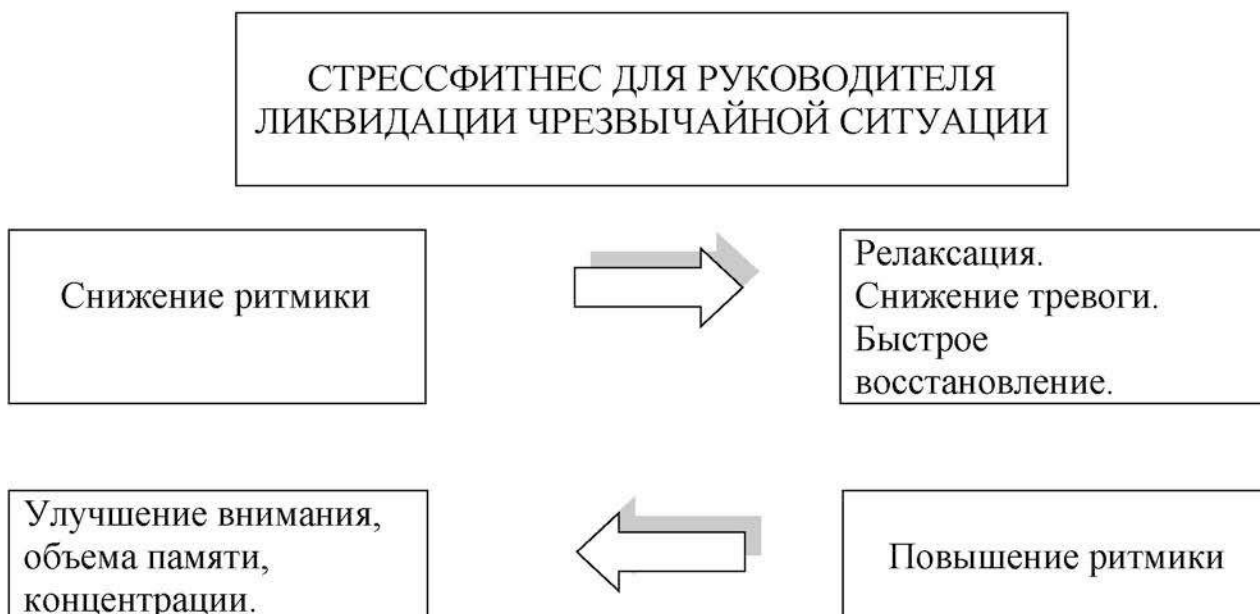 СТРЕССФИТНЕС ДЛЯ РУКОВОДИТЕЛЯ
ЛИКВИДАЦИИ ЧРЕЗВЫЧАЙНОЙ СИТУАЦИИ
Снижение ритмики
Релаксация.
Снижение тревоги.
Быстрое
восстановление.
Улучшение внимания,
объема памяти,
концентрации.
Повышение ритмики